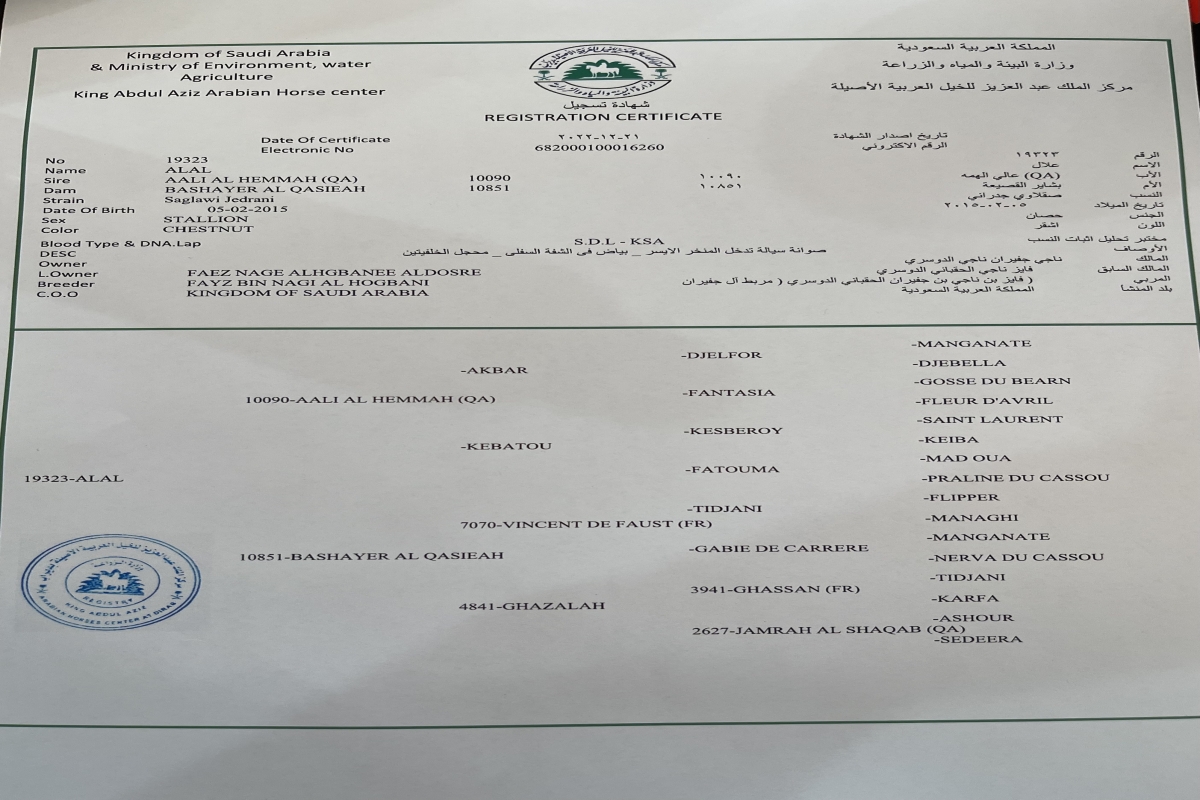 Kingdom of Saudi Arabia
& Ministry of Environment, water
Agriculture
King Abdul Aziz Arabian Horse center
المملكة العربية السعودية
وزارة البيئة والمياه والزراعة
مركز الملك عبد العزيز للخيل العربية الأصيلة
شهادة تسجيل
REGISTRATION CERTIFICATE
Date Of Certificate ٢٠٢٢-١٢-٢١ تاريخ اصدار الشهادة
Electronic No 682000100016260 الرقم الاكتروني
No 19323 ١٩٣٢٣ الرقم
Name ALAL علال الاسم
Sire AALI AL HEMMAH (QA) 10090 ١٠٠٩٠ (QA) عالي الهمه الأب
Dam BASHAYER AL QASIEAH 10851 ١٠٨٥١ بشاير القصيعة الأم
Strain Saglawi Jedrani صقلاوي جدراني النسب
Date Of Birth 05-02-2015 ٢٠١٥-٠٢-٠٥ تاريخ الميلاد
Sex STALLION حصان الجنس
Color CHESTNUT اشقر اللون
Blood Type & DNA.Lap S.D.L - KSA مختبر تحليل اثبات النسب
DESC صوانة سيالة تدخل المنخر الايسر _ بياض في الشفة السفلى _ محجل الخلفيتين الأوصاف
Owner ناجي جفيران ناجي الدوسري المالك
L.Owner FAEZ NAGE ALHGBANEE ALDOSRE فايز ناجي الحقباني الدوسري المالك السابق
Breeder FAYZ BIN NAGI AL HOGBANI ( فايز بن ناجي بن جفيران الحقباني الدوسري ( مربط آل جفيران المربي
C.O.O KINGDOM OF SAUDI ARABIA المملكة العربية السعودية بلد المنشأ
-MANGANATE
-DJELFOR
-DJEBELLA
-AKBAR
-GOSSE DU BEARN
-FANTASIA
10090-AALI AL HEMMAH (QA)
-FLEUR D'AVRIL
-SAINT LAURENT
-KESBEROY
-KEIBA
-KEBATOU
-MAD OUA
-FATOUMA
19323-ALAL
-PRALINE DU CASSOU
-FLIPPER
-TIDJANI
-MANAGHI
7070-VINCENT DE FAUST (FR)
-MANGANATE
-GABIE DE CARRERE
10851-BASHAYER AL QASIEAH
-NERVA DU CASSOU
-TIDJANI
3941-GHASSAN (FR)
-KARFA
4841-GHAZALAH
-ASHOUR
2627-JAMRAH AL SHAQAB (QA)
-SEDEERA
REGISTRY
KING ABDUL AZIZ
ARABIAN HORSES CENTER AT DIRAB